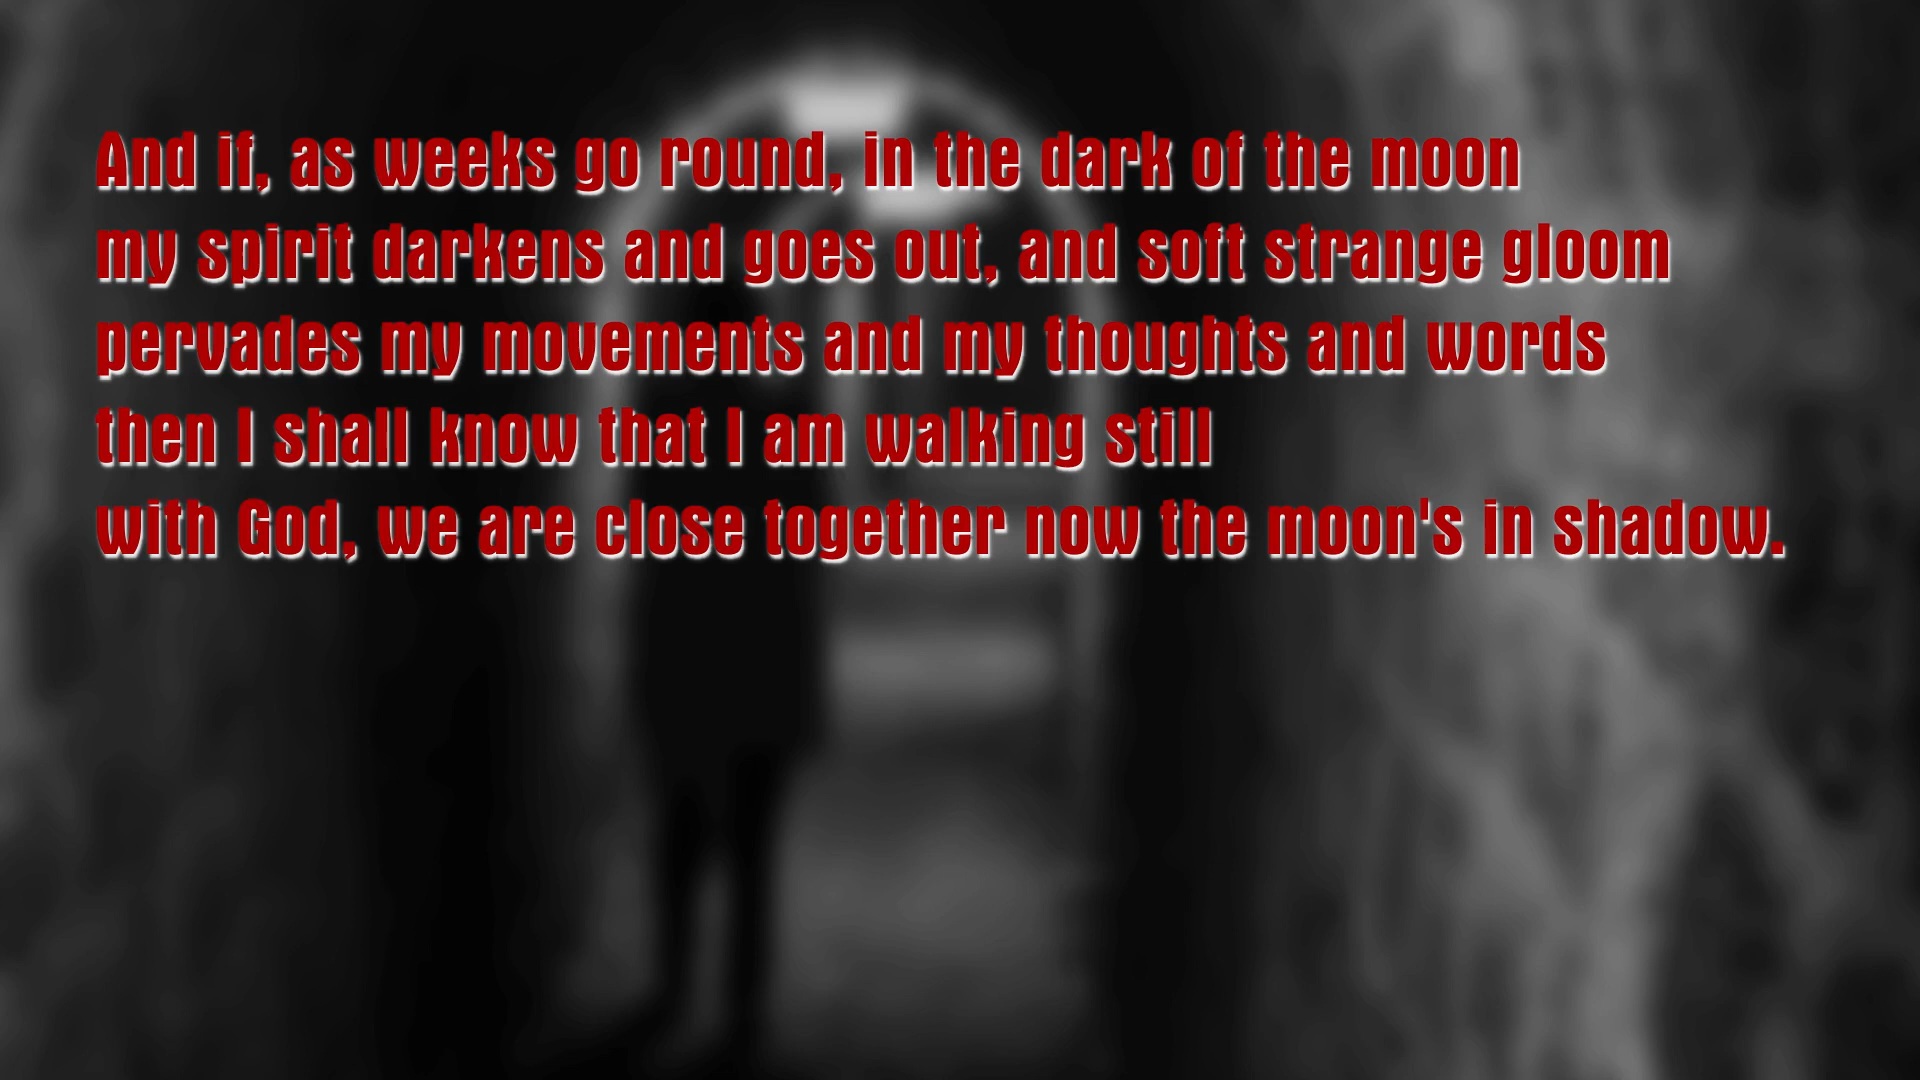 And if, as weeks go round, in the dark of the moon
my spirit darkens and goes out, and soft strange gloom
pervades my movements and my thoughts and words
then I shall know that I am walking still
with God, we are close together now the moon's in shadow.